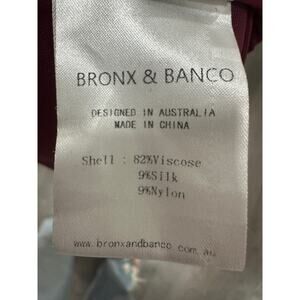 BRONX & BANCO
DESIGNED IN AUSTRALIA
MADE IN CHINA
Shell : 82%Viscose
9%Silk
9%Nylon
www.bronxandbanco.com.au